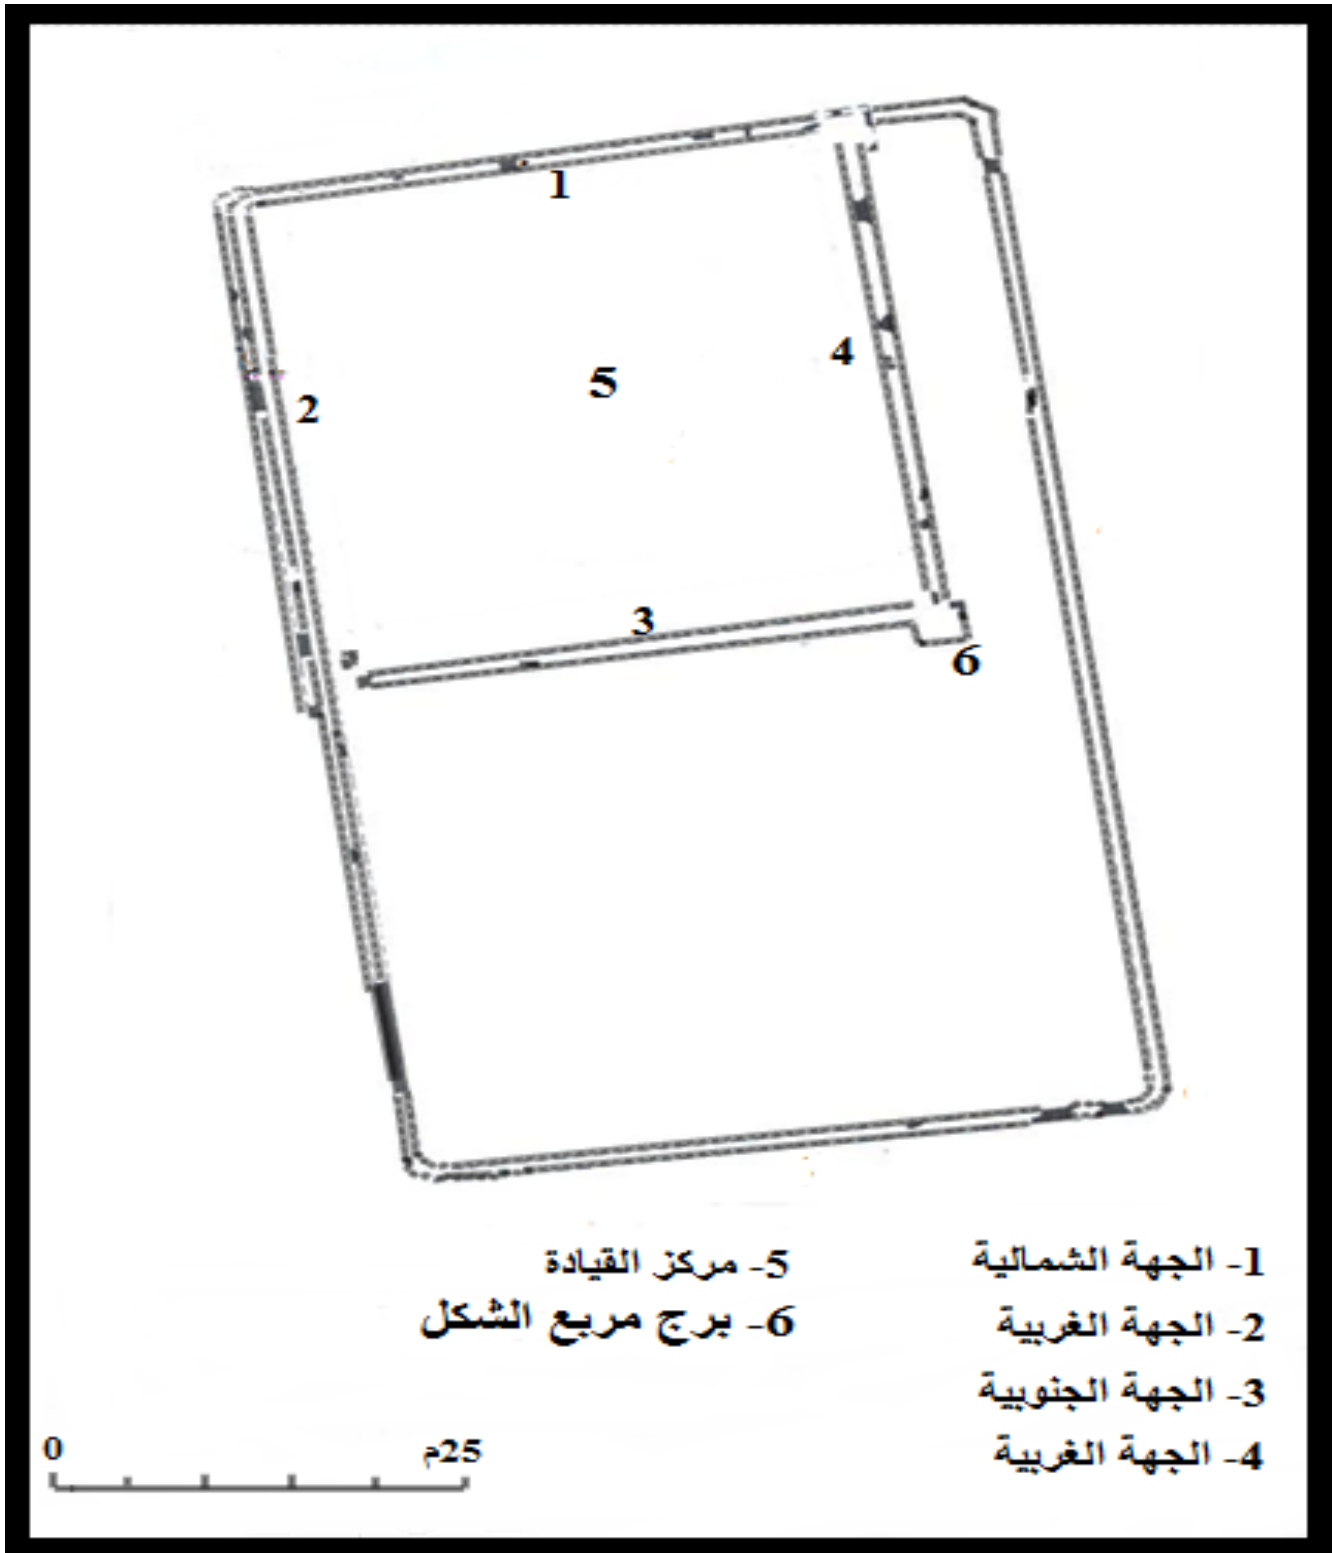 1
4
5
2
3
6
1- الجهة الشمالية
2- الجهة الغربية
3- الجهة الجنوبية
4- الجهة الغربية
5- مركز القيادة
6- برج مربع الشكل
0
25م